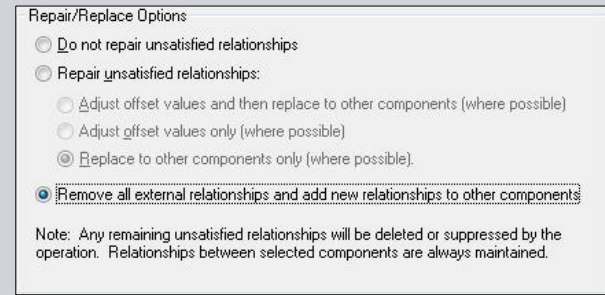 Repair/Replace Options
Do not repair unsatisfied relationships
Repair unsatisfied relationships:
Adjust offset values and then replace to other components (where possible)
Adjust offset values only (where possible)
Replace to other components only (where possible).
Remove all external relationships and add new relationships to other components
Note: Any remaining unsatisfied relationships will be deleted or suppressed by the
operation. Relationships between selected components are always maintained.